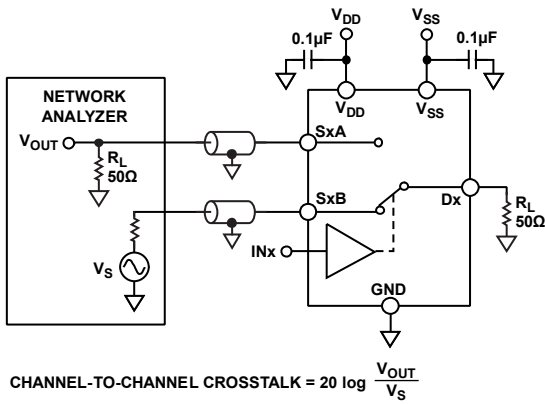 VDD
VSS
0.1µF
0.1µF
NETWORK
ANALYZER
VDD
VSS
VOUT
SxA
RL
50Ω
SxB
Dx
RL
50Ω
INx
VS
GND
CHANNEL-TO-CHANNEL CROSSTALK = 20 log VOUT
VS